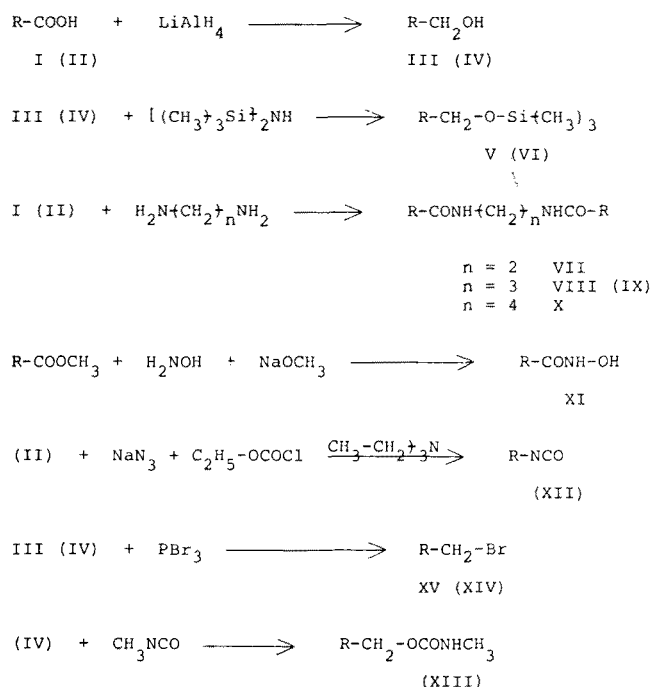 R-COOH + LiAlH4 → R-CH2OH
I (II) III (IV)
III (IV) + [(CH3)3Si]2NH → R-CH2-O-Si(CH3)3
V (VI)
I (II) + H2N(CH2)nNH2 → R-CONH(CH2)nNHCO-R
n = 2 VII
n = 3 VIII (IX)
n = 4 X
R-COOCH3 + H2NOH + NaOCH3 → R-CONH-OH
XI
(II) + NaN3 + C2H5-OCOCl CH3-CH2)3N → R-NCO
(XII)
III (IV) + PBr3 → R-CH2-Br
XV (XIV)
(IV) + CH3NCO → R-CH2-OCONHCH3
(XIII)